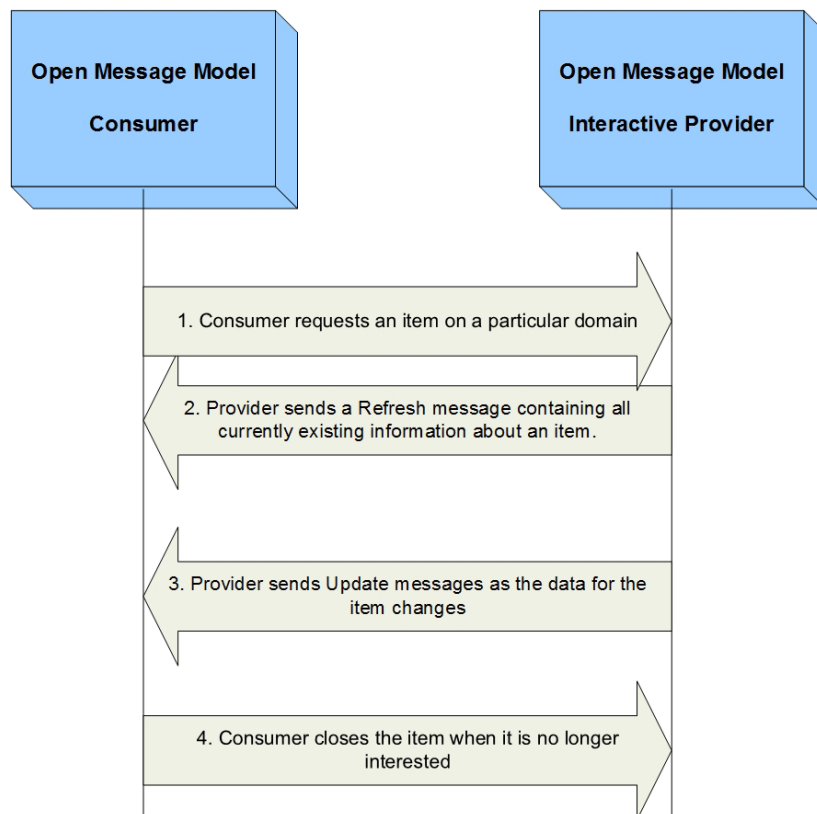 Open Message Model
Consumer
Open Message Model
Interactive Provider
1. Consumer requests an item on a particular domain
2. Provider sends a Refresh message containing all
currently existing information about an item.
3. Provider sends Update messages as the data for the
item changes
4. Consumer closes the item when it is no longer
interested